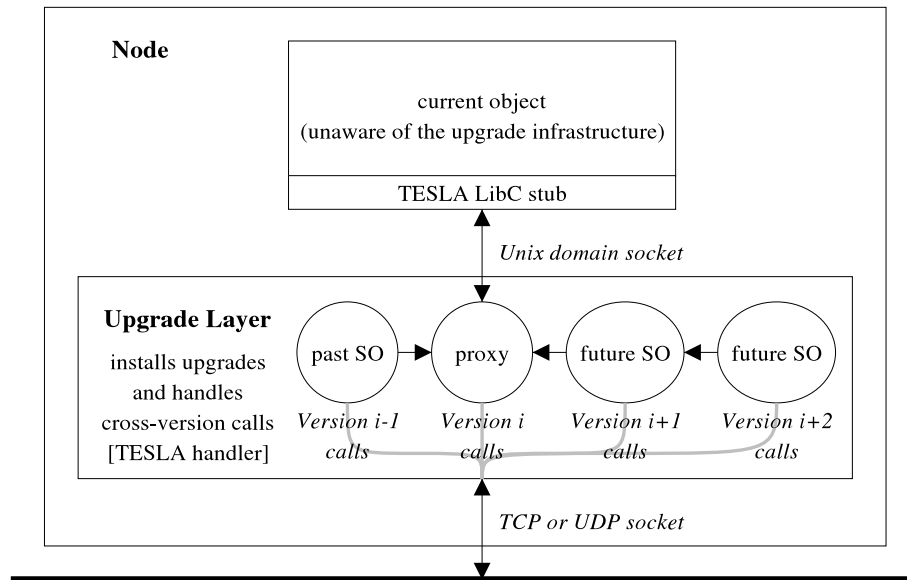 Node
current object
(unaware of the upgrade infrastructure)
TESLA LibC stub
Unix domain socket
Upgrade Layer
installs upgrades
and handles
cross-version calls
[TESLA handler]
past SO
proxy
future SO
future SO
Version i-1
calls
Version i
calls
Version i+1
calls
Version i+2
calls
TCP or UDP socket